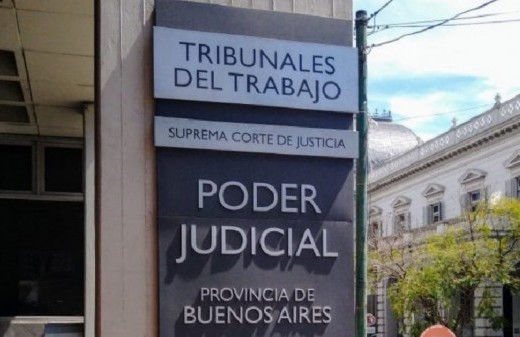 TRIBUNALES
DEL TRABAJO
SUPREMA CORTE DE JUSTICIA
PODER
JUDICIAL
PROVINCIA DE
BUENOS AIRES